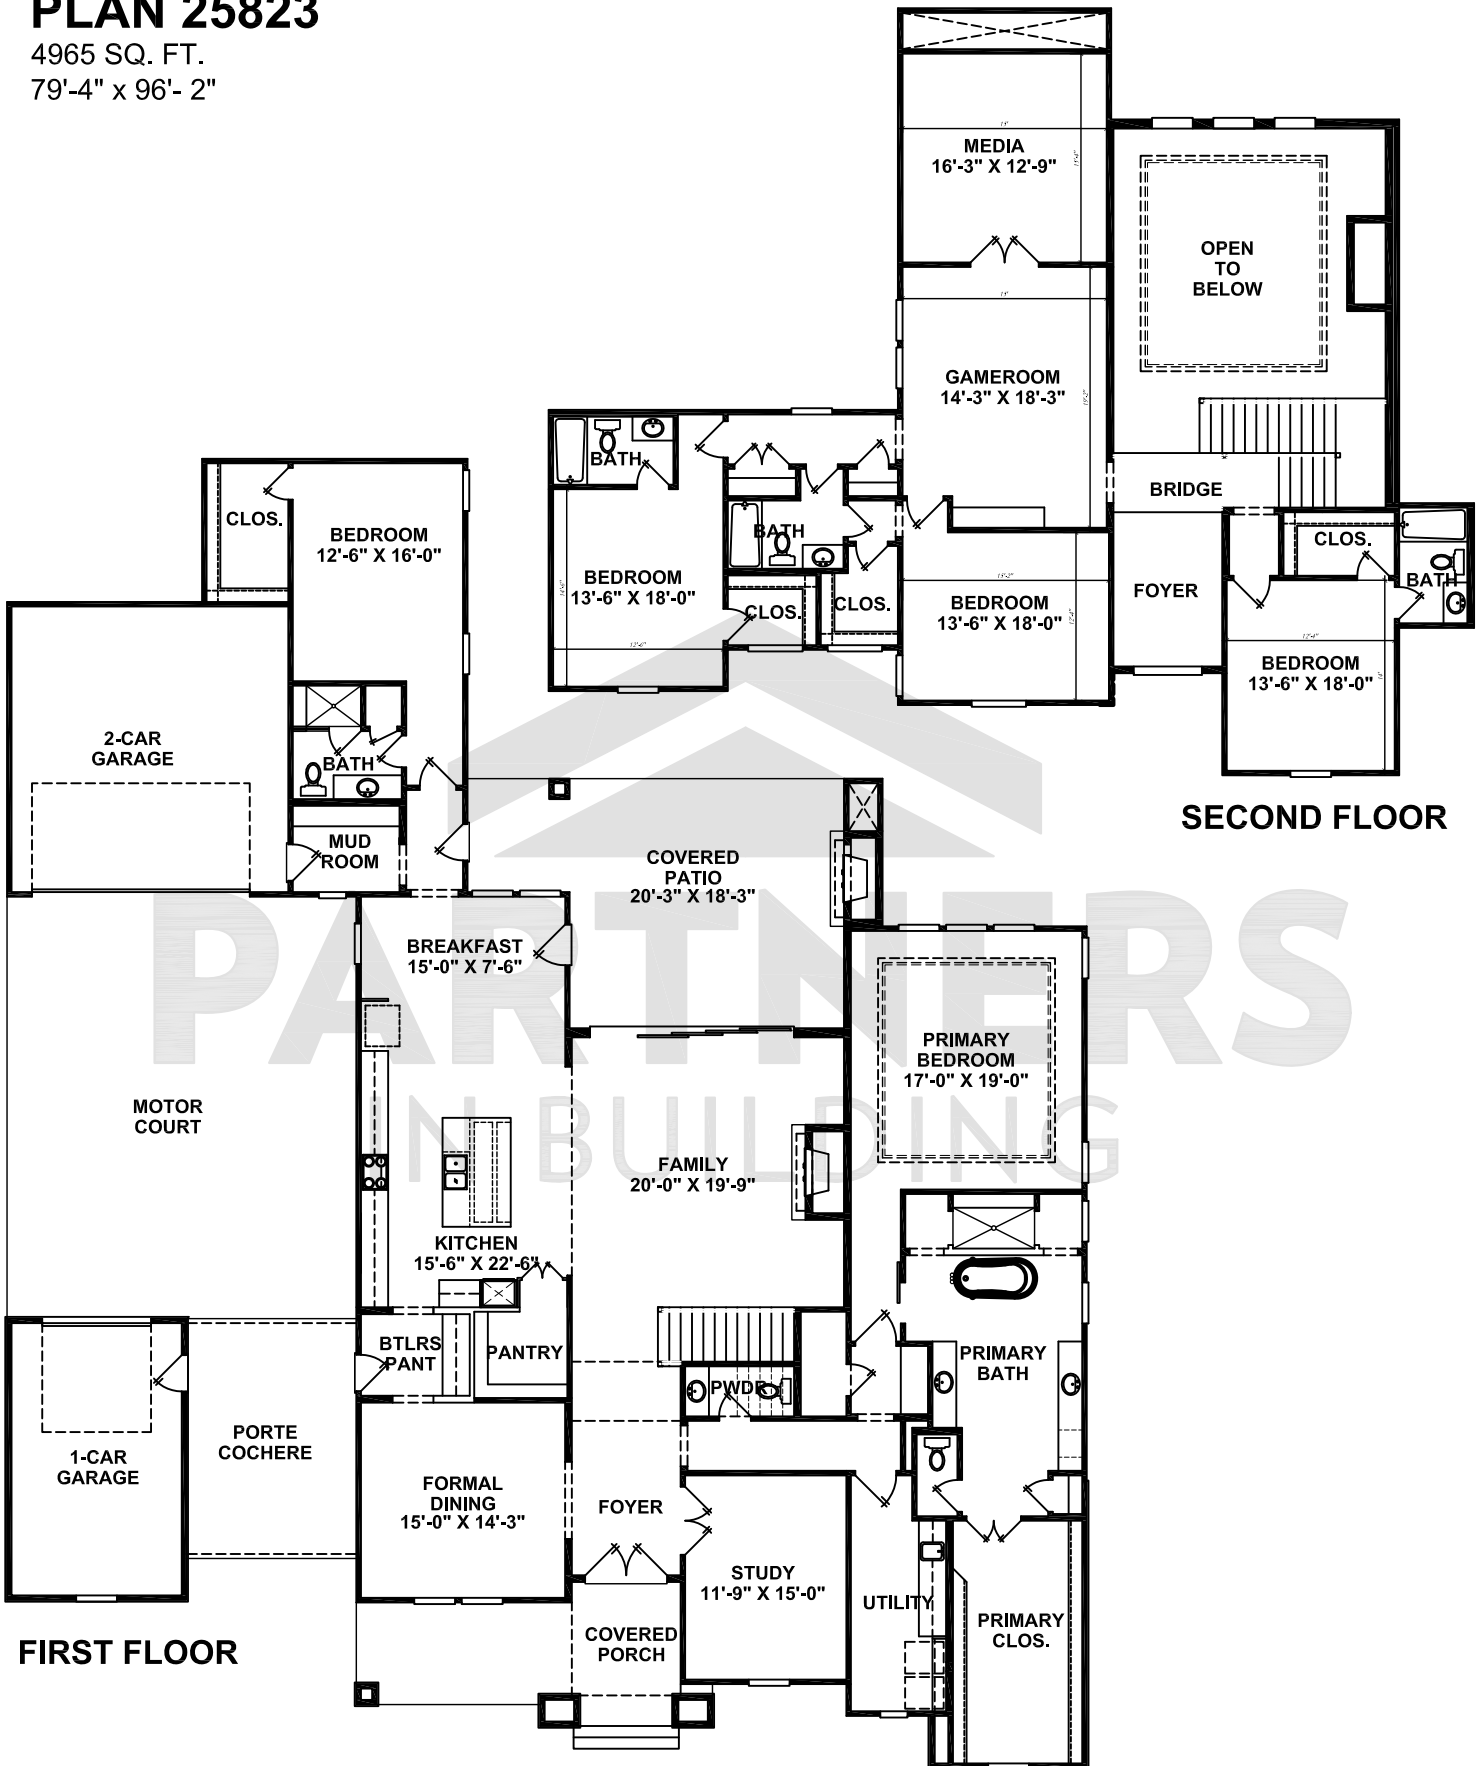 PLAN 25823
4965 SQ. FT.
79'-4" x 96'- 2"
MEDIA
16'-3" X 12'-9"
OPEN
TO
BELOW
GAMEROOM
14'-3" X 18'-3"
BATH
BRIDGE
CLOS.
BATH
BEDROOM
13'-6" X 18'-0"
CLOS.
CLOS.
BEDROOM
13'-6" X 18'-0"
FOYER
BATH
BEDROOM
13'-6" X 18'-0"
SECOND FLOOR
CLOS.
BEDROOM
12'-6" X 16'-0"
2-CAR
GARAGE
BATH
MUD
ROOM
COVERED
PATIO
20'-3" X 18'-3"
BREAKFAST
15'-0" X 7'-6"
PARTNERS
IN BUILDING
PRIMARY
BEDROOM
17'-0" X 19'-0"
MOTOR
COURT
FAMILY
20'-0" X 19'-9"
KITCHEN
15'-6" X 22'-6"
BTLRS
PANT
PANTRY
PWDR
PRIMARY
BATH
1-CAR
GARAGE
PORTE
COCHERE
FORMAL
DINING
15'-0" X 14'-3"
FOYER
STUDY
11'-9" X 15'-0"
UTILITY
PRIMARY
CLOS.
COVERED
PORCH
FIRST FLOOR